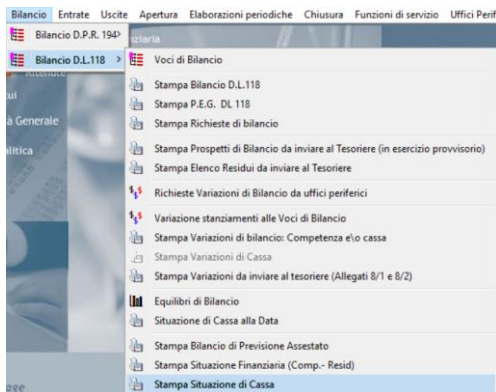 Bilancio Entrate Uscite Apertura Elaborazioni periodiche Chiusura Funzioni di servizio Uffici Perif
Bilancio D.P.R. 194
Bilancio D.L.118
Voci di Bilancio
Stampa Bilancio D.L.118
Stampa P.E.G. DL 118
Stampa Richieste di bilancio
Stampa Prospetti di Bilancio da inviare al Tesoriere (in esercizio provvisorio)
Stampa Elenco Residui da inviare al Tesoriere
Richieste Variazioni di Bilancio da uffici periferici
Variazione stanziamenti alle Voci di Bilancio
Stampa Variazioni di bilancio: Competenza e\o cassa
Stampa Variazioni di Cassa
Stampa Variazioni da inviare al tesoriere (Allegati 8/1 e 8/2)
Equilibri di Bilancio
Situazione di Cassa alla Data
Stampa Bilancio di Previsione Assestato
Stampa Situazione Finanziaria (Comp.- Resid)
Stampa Situazione di Cassa